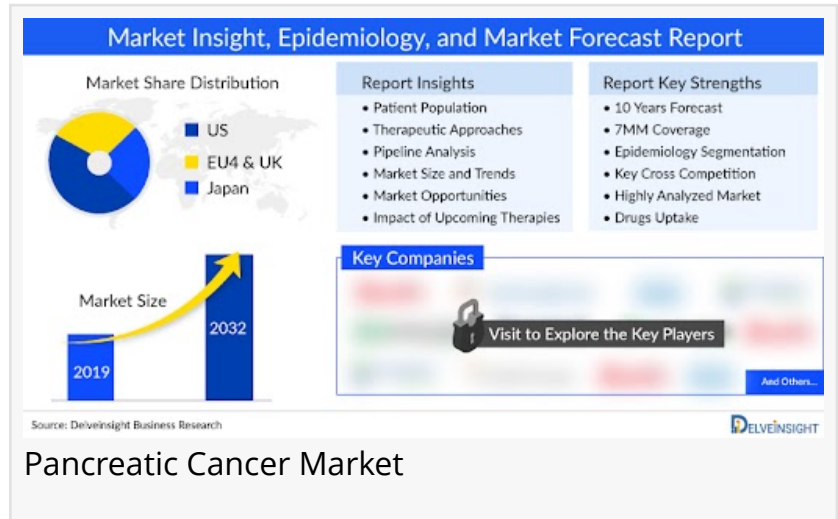 Market Insight, Epidemiology, and Market Forecast Report
Market Share Distribution
US
EU4 & UK
Japan
Report Insights
• Patient Population
• Therapeutic Approaches
• Pipeline Analysis
• Market Size and Trends
• Market Opportunities
• Impact of Upcoming Therapies
Report Key Strengths
• 10 Years Forecast
• 7MM Coverage
• Epidemiology Segmentation
• Key Cross Competition
• Highly Analyzed Market
• Drugs Uptake
Market Size
2019
2032
Key Companies
Visit to Explore the Key Players
And Others...
Source: Delveinsight Business Research
DELVEINSIGHT
Pancreatic Cancer Market